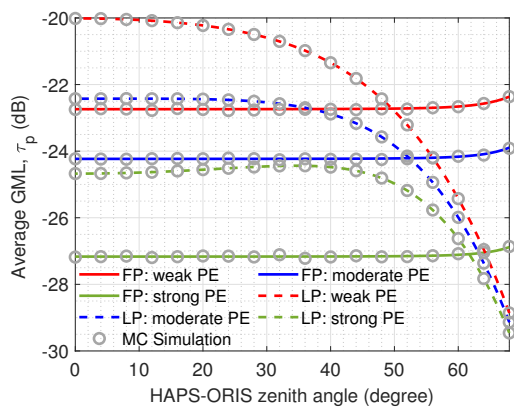 -20
-22
-24
-26
-28
-30
Average GML, τp (dB)
FP: weak PE
FP: moderate PE
FP: strong PE
LP: weak PE
LP: moderate PE
LP: strong PE
MC Simulation
0 10 20 30 40 50 60
HAPS-ORIS zenith angle (degree)